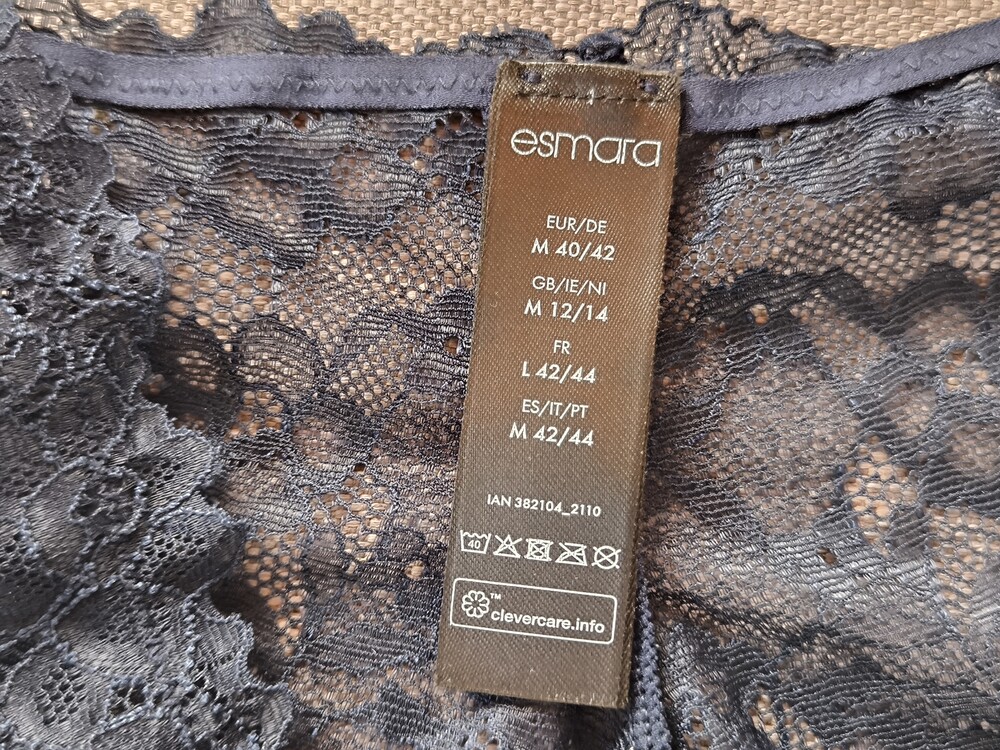 esmara
EUR/DE
M 40/42
GB/IE/NI
M 12/14
FR
L 42/44
ES/IT/PT
M 42/44
IAN 382104_2110
40
™
clevercare.info